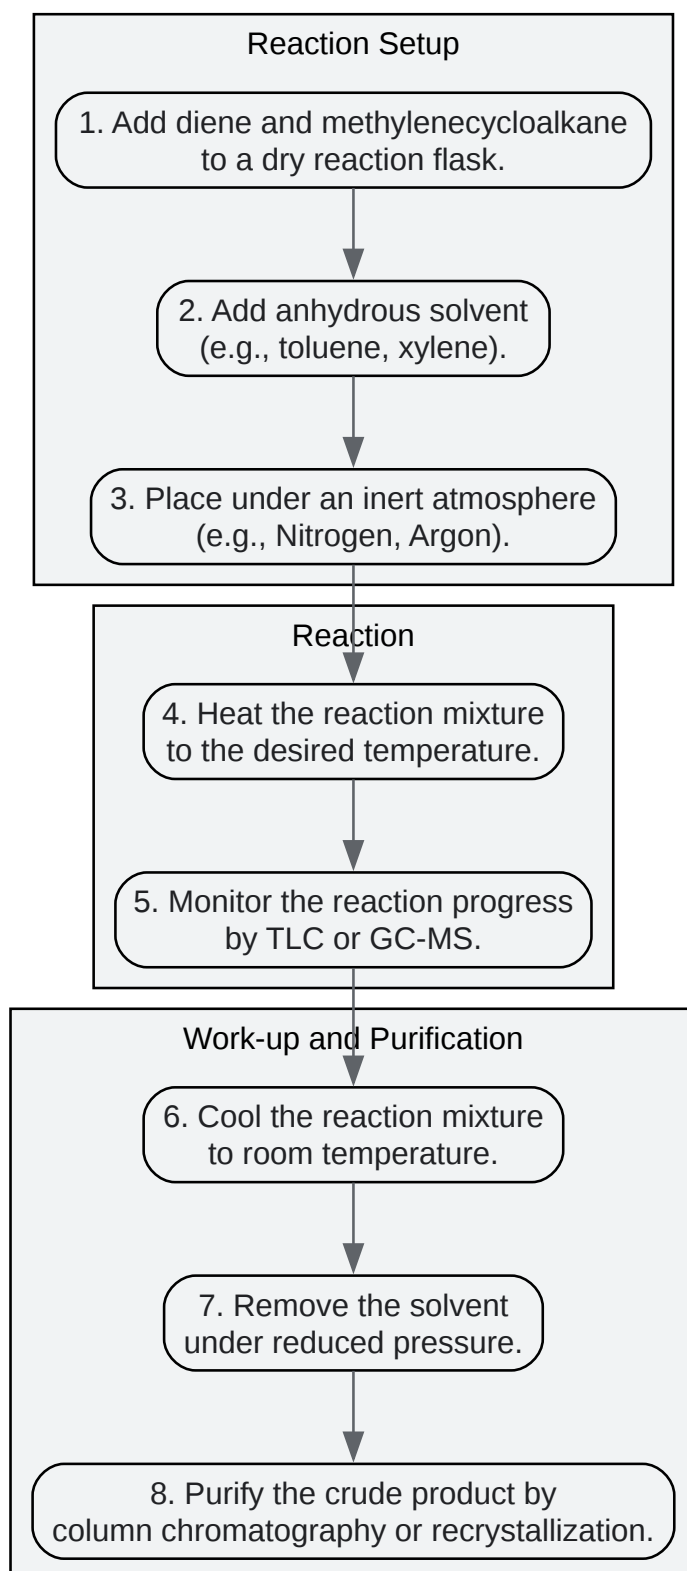 Reaction Setup
1. Add diene and methylenecycloalkane
to a dry reaction flask.
2. Add anhydrous solvent
(e.g., toluene, xylene).
3. Place under an inert atmosphere
(e.g., Nitrogen, Argon).
Reaction
4. Heat the reaction mixture
to the desired temperature.
5. Monitor the reaction progress
by TLC or GC-MS.
Work-up and Purification
6. Cool the reaction mixture
to room temperature.
7. Remove the solvent
under reduced pressure.
8. Purify the crude product by
column chromatography or recrystallization.